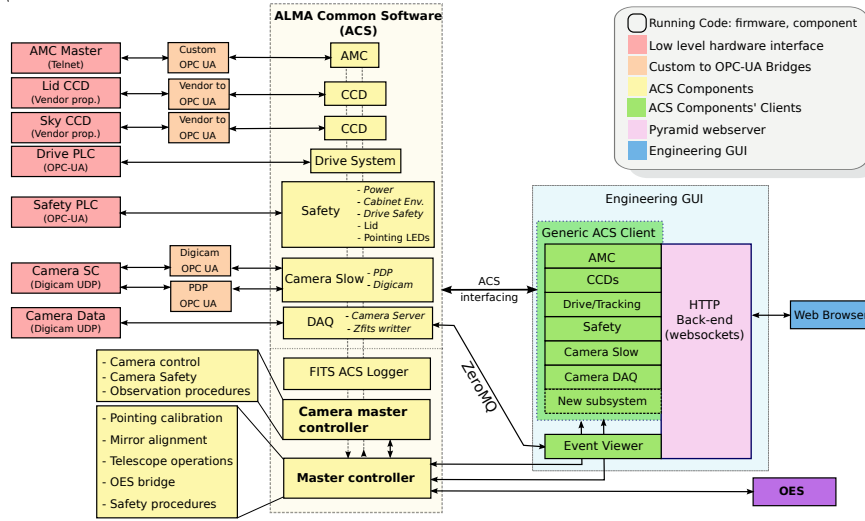 ALMA Common Software
(ACS)
AMC Master
(Telnet)
Custom
OPC UA
AMC
Lid CCD
(Vendor prop.)
Vendor to
OPC UA
CCD
Sky CCD
(Vendor prop.)
Vendor to
OPC UA
CCD
Drive PLC
(OPC-UA)
Drive System
Safety PLC
(OPC-UA)
Safety
- Power
- Cabinet Env.
- Drive Safety
- Lid
- Pointing LEDs
Camera SC
(Digicam UDP)
Digicam
OPC UA
PDP
OPC UA
Camera Slow
- PDP
- Digicam
Camera Data
(Digicam UDP)
DAQ
- Camera Server
- Zfits writter
FITS ACS Logger
- Camera control
- Camera Safety
- Observation procedures
Camera master
controller
- Pointing calibration
- Mirror alignment
- Telescope operations
- OES bridge
- Safety procedures
Master controller
ACS
interfacing
ZeroMQ
Running Code: firmware, component
Low level hardware interface
Custom to OPC-UA Bridges
ACS Components
ACS Components' Clients
Pyramid webserver
Engineering GUI
Engineering GUI
Generic ACS Client
AMC
CCDs
Drive/Tracking
Safety
Camera Slow
Camera DAQ
New subsystem
Event Viewer
HTTP
Back-end
(websockets)
Web Browser
OES